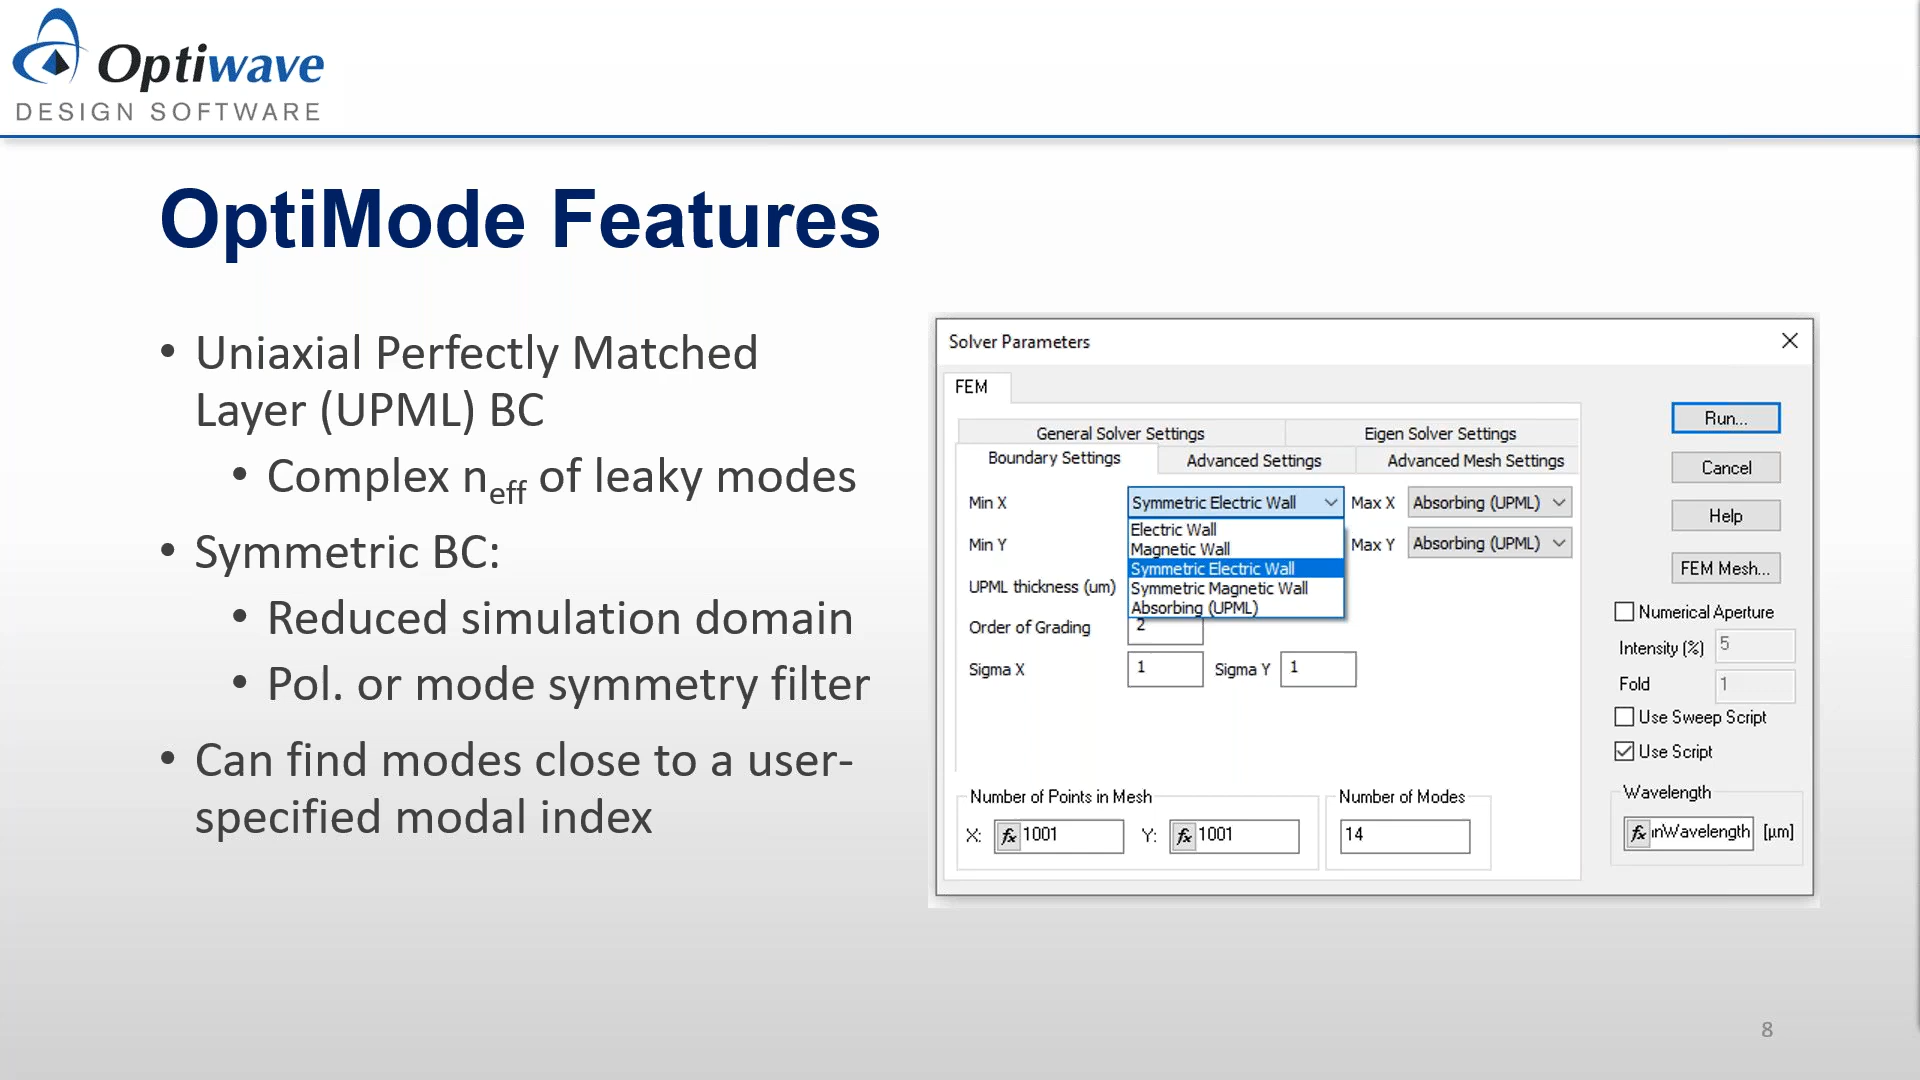 Optiwave
DESIGN SOFTWARE
OptiMode Features
• Uniaxial Perfectly Matched
Layer (UPML) BC
• Complex neff of leaky modes
• Symmetric BC:
• Reduced simulation domain
• Pol. or mode symmetry filter
• Can find modes close to a user-
specified modal index
Solver Parameters
FEM
General Solver Settings
Eigen Solver Settings
Boundary Settings
Advanced Settings
Advanced Mesh Settings
Min X
Symmetric Electric Wall
Max X
Absorbing (UPML)
Electric Wall
Magnetic Wall
Symmetric Electric Wall
Symmetric Magnetic Wall
Absorbing (UPML)
Min Y
Max Y
Absorbing (UPML)
UPML thickness (um)
Order of Grading
2
Sigma X
1
Sigma Y
1
Number of Points in Mesh
X: fx 1001
Y: fx 1001
Number of Modes
14
Run...
Cancel
Help
FEM Mesh...
Numerical Aperture
Intensity (%)
5
Fold
1
Use Sweep Script
Use Script
Wavelength
fx Wavelength [µm]
8